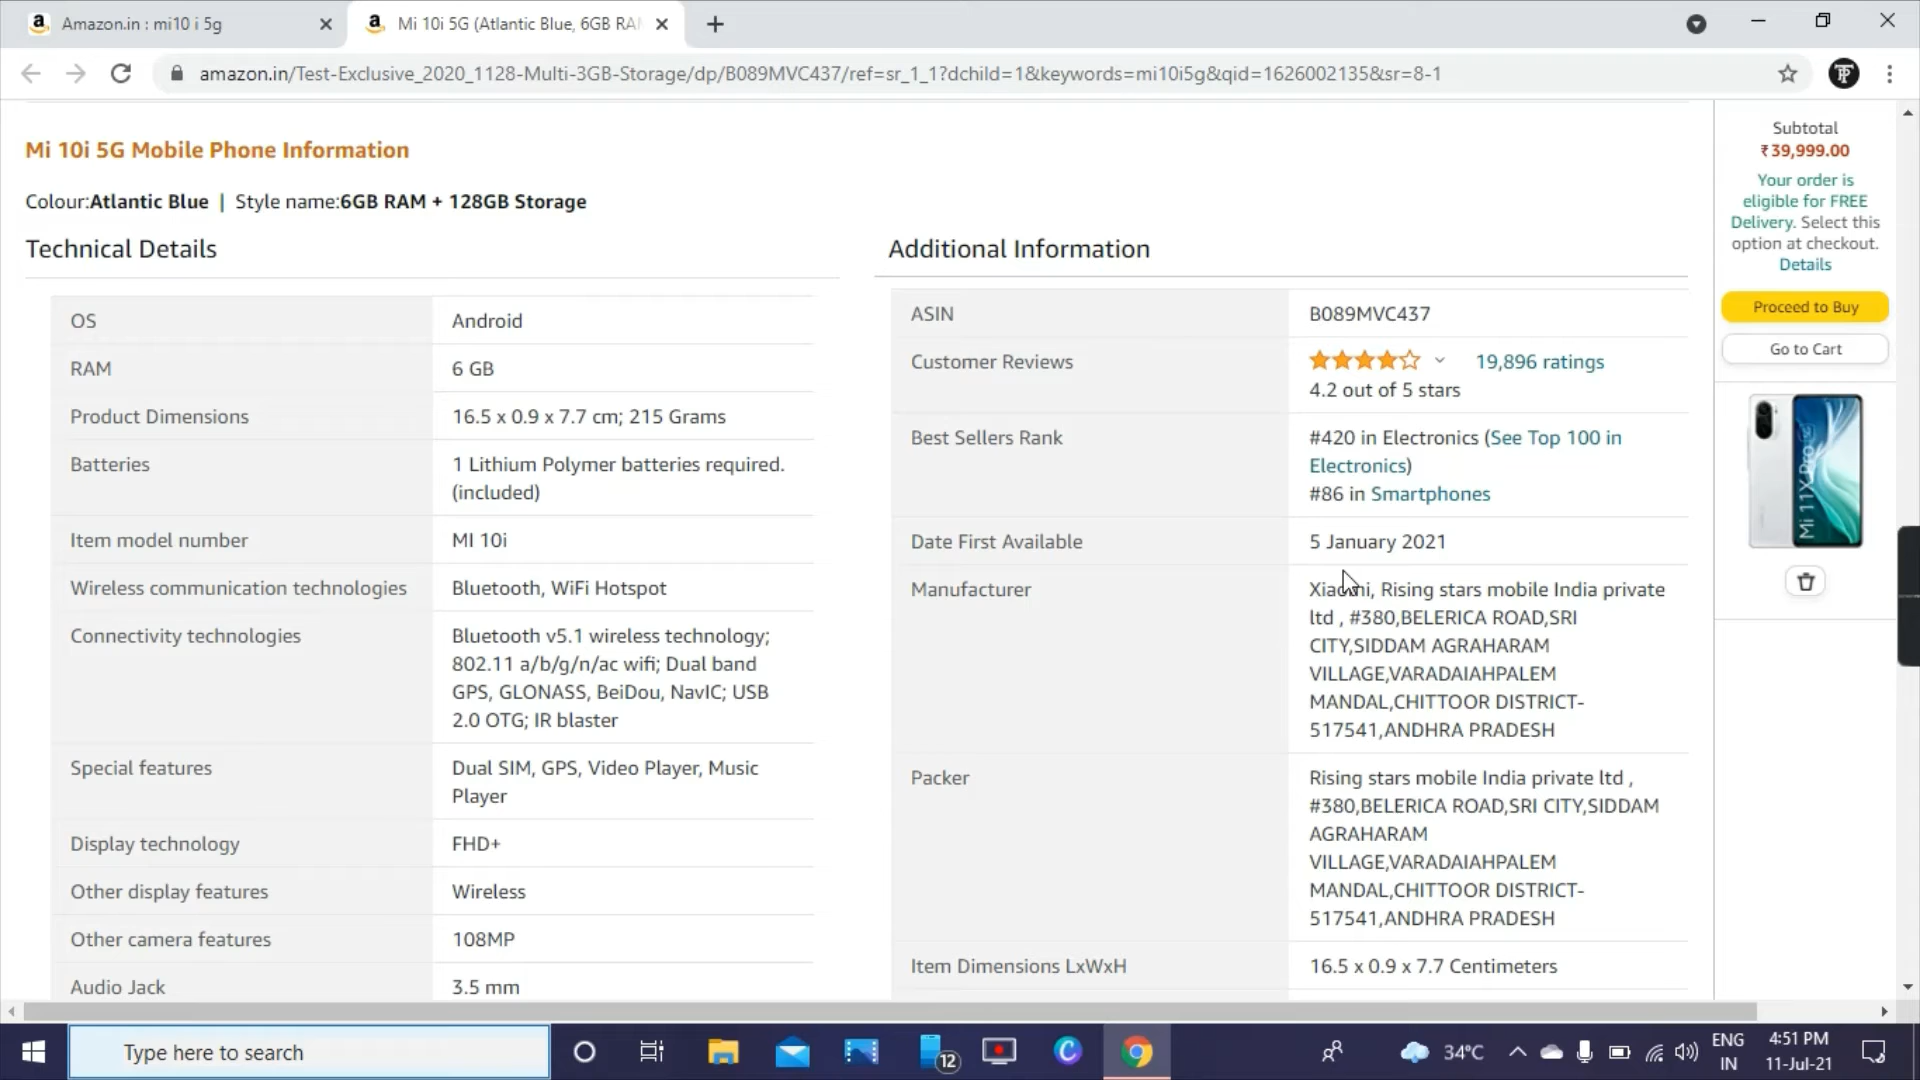 Amazon.in : mi10 i 5g
Mi 10i 5G (Atlantic Blue, 6GB RA
amazon.in/Test-Exclusive_2020_1128-Multi-3GB-Storage/dp/B089MVC437/ref=sr_1_1?dchild=1&keywords=mi10i5g&qid=1626002135&sr=8-1
Mi 10i 5G Mobile Phone Information
Colour:Atlantic Blue | Style name:6GB RAM + 128GB Storage
Technical Details
OS Android
RAM 6 GB
Product Dimensions 16.5 x 0.9 x 7.7 cm; 215 Grams
Batteries 1 Lithium Polymer batteries required.
(included)
Item model number MI 10i
Wireless communication technologies Bluetooth, WiFi Hotspot
Connectivity technologies Bluetooth v5.1 wireless technology;
802.11 a/b/g/n/ac wifi; Dual band
GPS, GLONASS, BeiDou, NavIC; USB
2.0 OTG; IR blaster
Special features Dual SIM, GPS, Video Player, Music
Player
Display technology FHD+
Other display features Wireless
Other camera features 108MP
Audio Jack 3.5 mm
Additional Information
ASIN B089MVC437
Customer Reviews 19,896 ratings
4.2 out of 5 stars
Best Sellers Rank #420 in Electronics (See Top 100 in
Electronics)
#86 in Smartphones
Date First Available 5 January 2021
Manufacturer Xiaomi, Rising stars mobile India private
ltd , #380,BELERICA ROAD,SRI
CITY,SIDDAM AGRAHARAM
VILLAGE,VARADAIAHPALEM
MANDAL,CHITTOOR DISTRICT-
517541,ANDHRA PRADESH
Packer Rising stars mobile India private ltd ,
#380,BELERICA ROAD,SRI CITY,SIDDAM
AGRAHARAM
VILLAGE,VARADAIAHPALEM
MANDAL,CHITTOOR DISTRICT-
517541,ANDHRA PRADESH
Item Dimensions LxWxH 16.5 x 0.9 x 7.7 Centimeters
Subtotal
₹39,999.00
Your order is
eligible for FREE
Delivery. Select this
option at checkout.
Details
Proceed to Buy
Go to Cart
Mi 11X Pro 5G
Type here to search
12
34°C
ENG
IN
4:51 PM
11-Jul-21